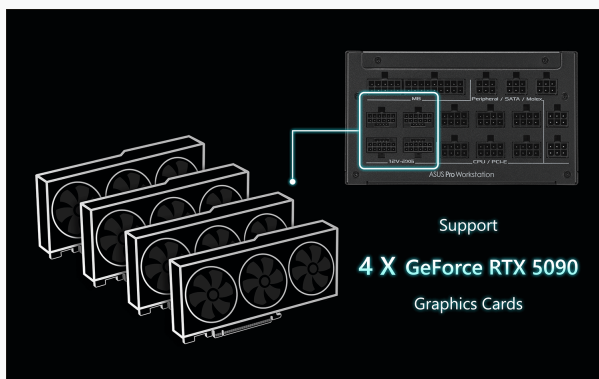 MB
Peripheral / SATA / Molex
12V-2X6
CPU / PCI-E
ASUS Pro Workstation
Support
4 X GeForce RTX 5090
Graphics Cards